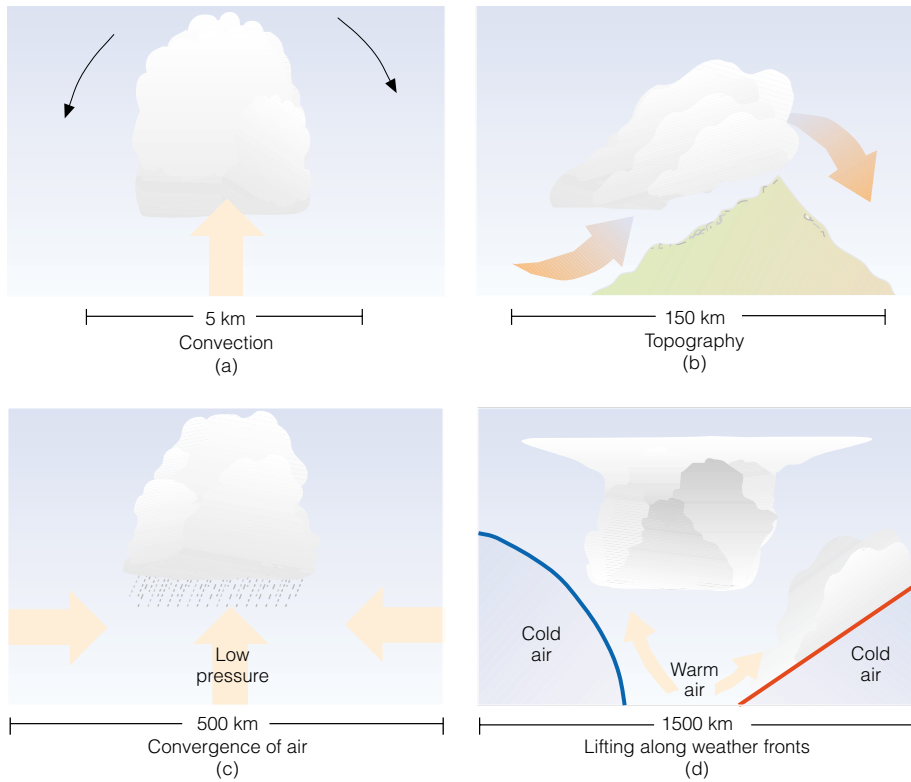 5 km
Convection
(a)
150 km
Topography
(b)
Low
pressure
500 km
Convergence of air
(c)
Cold
air
Warm
air
Cold
air
1500 km
Lifting along weather fronts
(d)